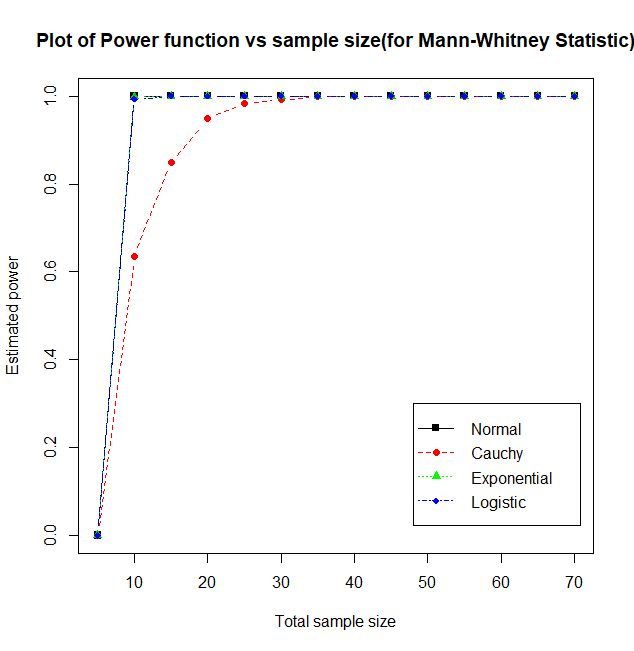 Plot of Power function vs sample size(for Mann-Whitney Statistic)
1.0
0.8
0.6
0.4
0.2
0.0
Estimated power
Normal
Cauchy
Exponential
Logistic
10 20 30 40 50 60 70
Total sample size